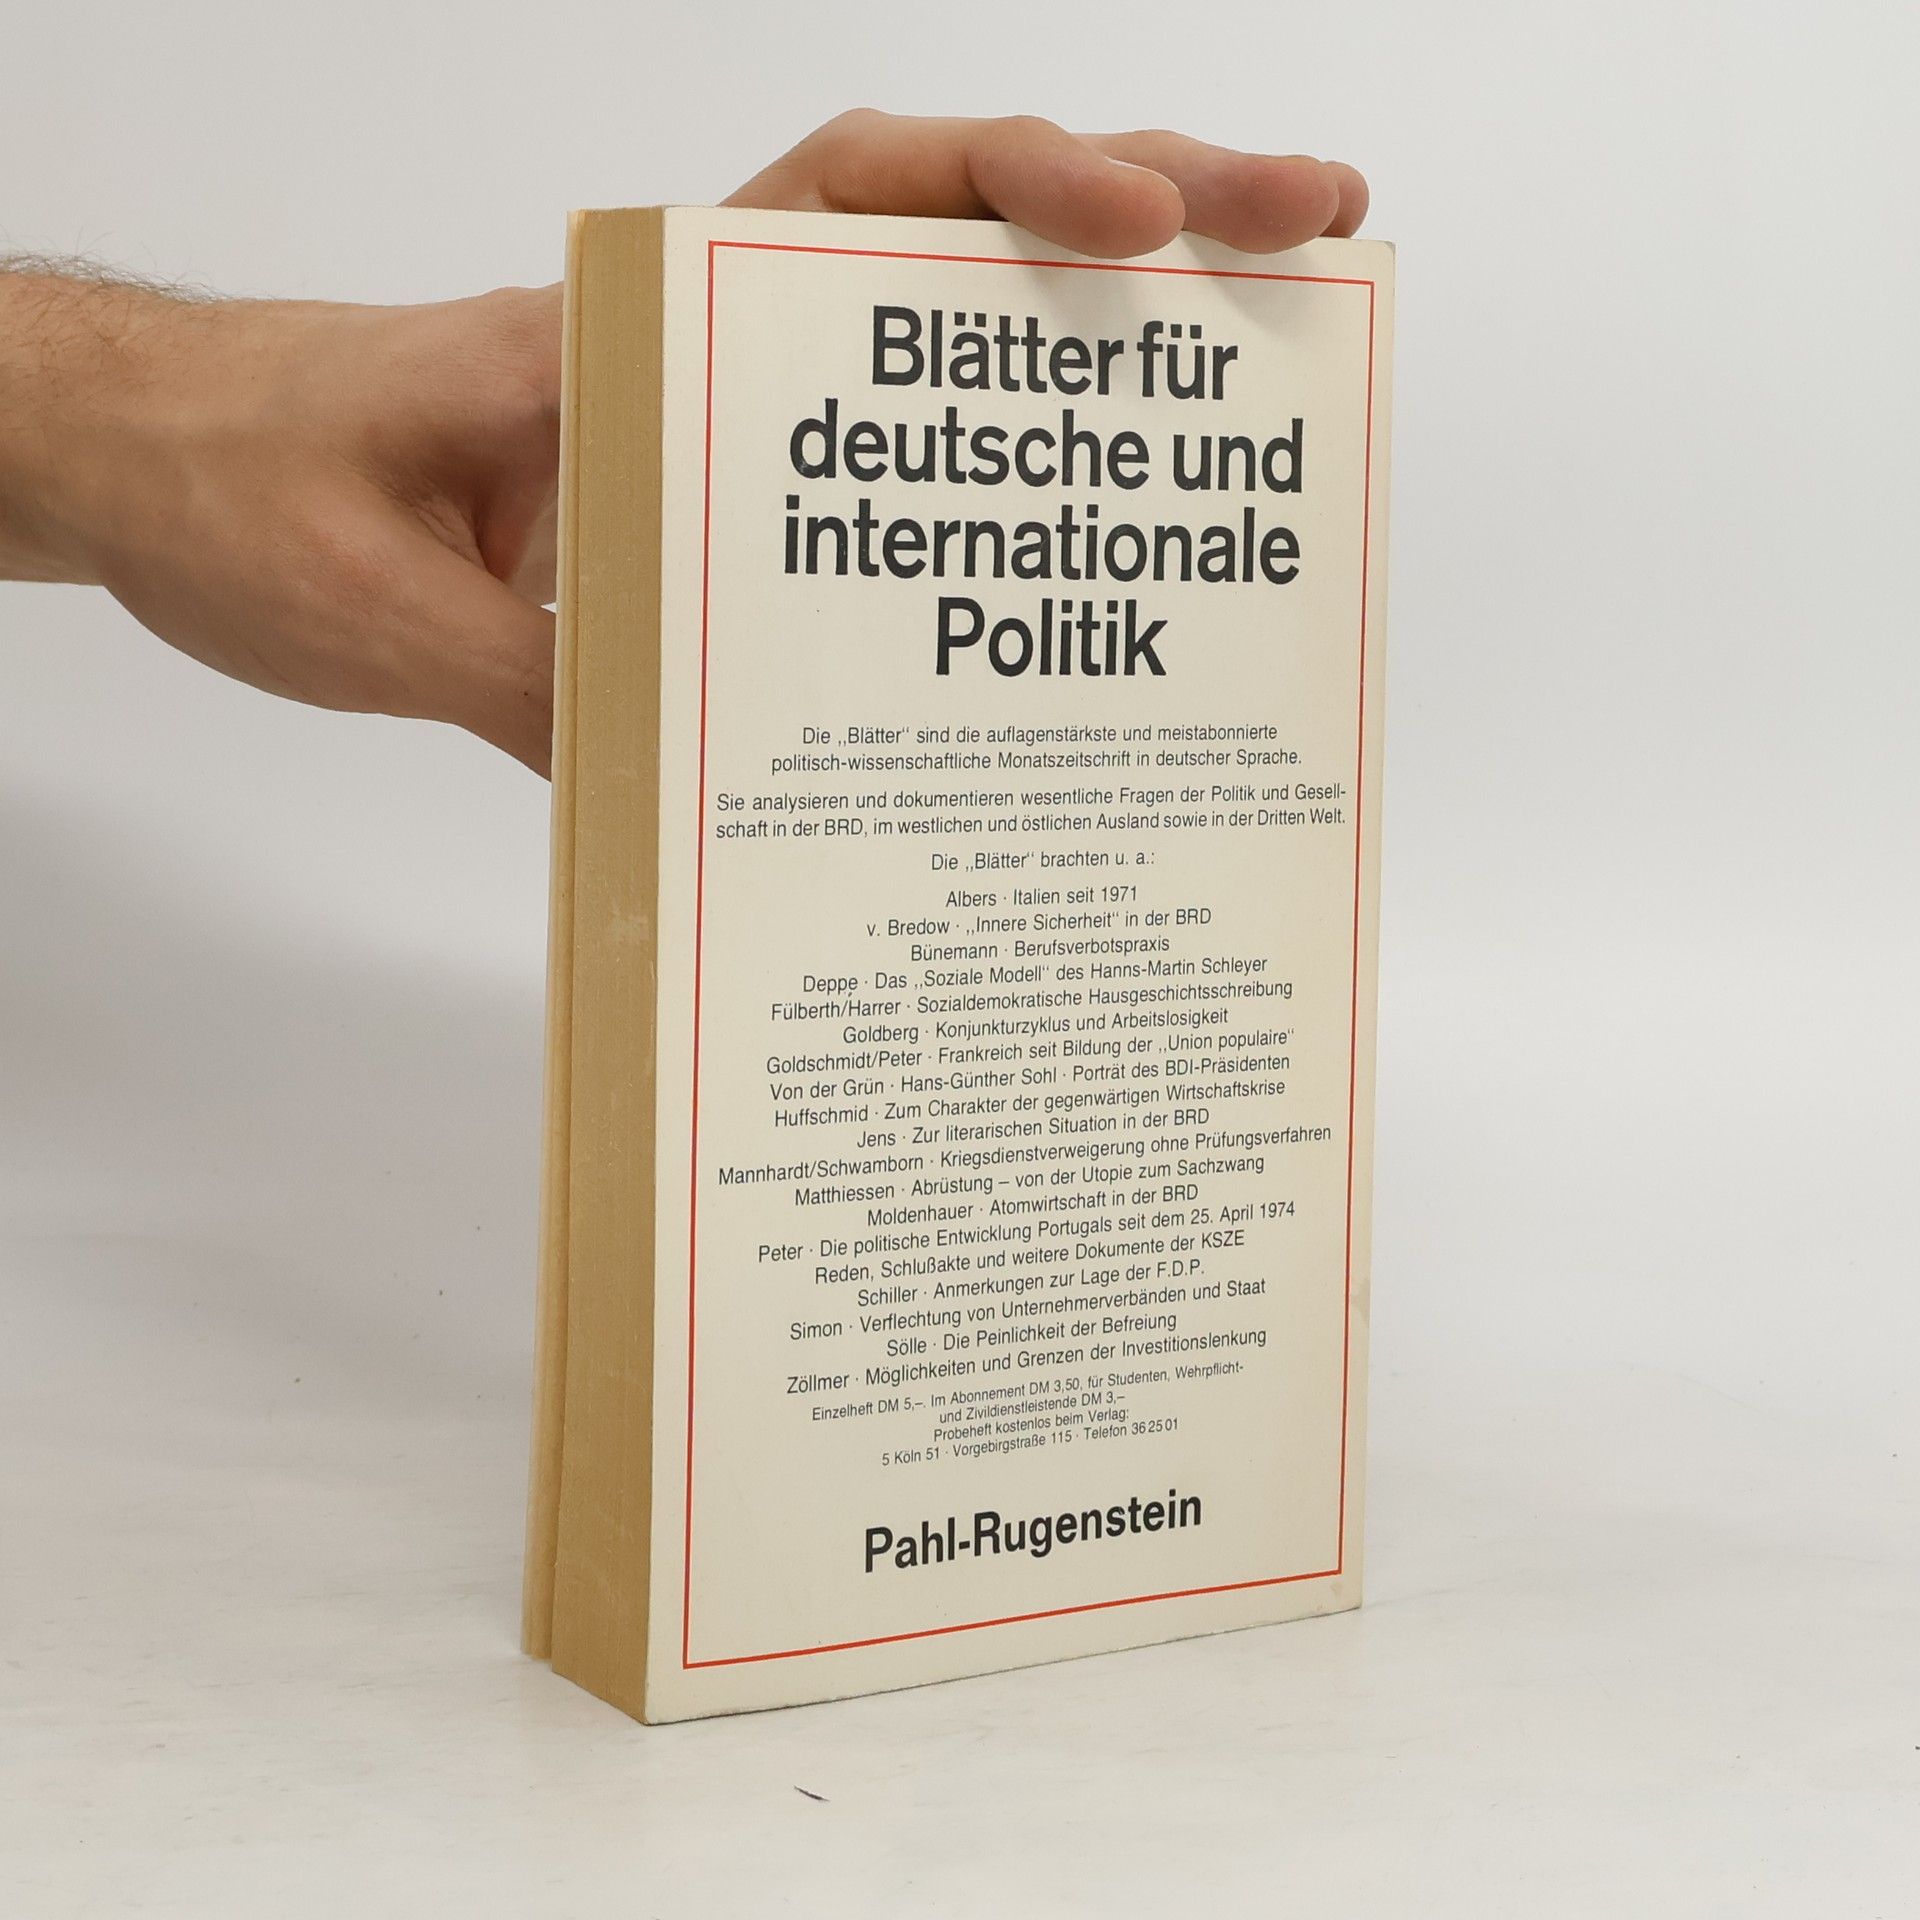 Blätter für
deutsche und
internationale
Politik
Die „Blätter“ sind die auflagenstärkste und meistabonnierte
politisch-wissenschaftliche Monatszeitschrift in deutscher Sprache.
Sie analysieren und dokumentieren wesentliche Fragen der Politik und Gesell-
schaft in der BRD, im westlichen und östlichen Ausland sowie in der Dritten Welt.
Die „Blätter“ brachten u. a.:
Albers · Italien seit 1971
v. Bredow · „Innere Sicherheit“ in der BRD
Bünemann · Berufsverbotspraxis
Deppe · Das „Soziale Modell“ des Hanns-Martin Schleyer
Fülberth/Harrer · Sozialdemokratische Hausgeschichtsschreibung
Goldberg · Konjunkturzyklus und Arbeitslosigkeit
Goldschmidt/Peter · Frankreich seit Bildung der „Union populaire“
Von der Grün · Hans-Günther Sohl · Porträt des BDI-Präsidenten
Huffschmid · Zum Charakter der gegenwärtigen Wirtschaftskrise
Jens · Zur literarischen Situation in der BRD
Mannhardt/Schwamborn · Kriegsdienstverweigerung ohne Prüfungsverfahren
Matthiessen · Abrüstung – von der Utopie zum Sachzwang
Moldenhauer · Atomwirtschaft in der BRD
Peter · Die politische Entwicklung Portugals seit dem 25. April 1974
Reden, Schlußakte und weitere Dokumente der KSZE
Schiller · Anmerkungen zur Lage der F.D.P.
Simon · Verflechtung von Unternehmerverbänden und Staat
Sölle · Die Peinlichkeit der Befreiung
Zöllmer · Möglichkeiten und Grenzen der Investitionslenkung
Einzelheft DM 5,–. Im Abonnement DM 3,50, für Studenten, Wehrpflicht-
und Zivildienstleistende DM 3,–
Probeheft kostenlos beim Verlag:
5 Köln 51 · Vorgebirgstraße 115 · Telefon 36 25 01
Pahl-Rugenstein